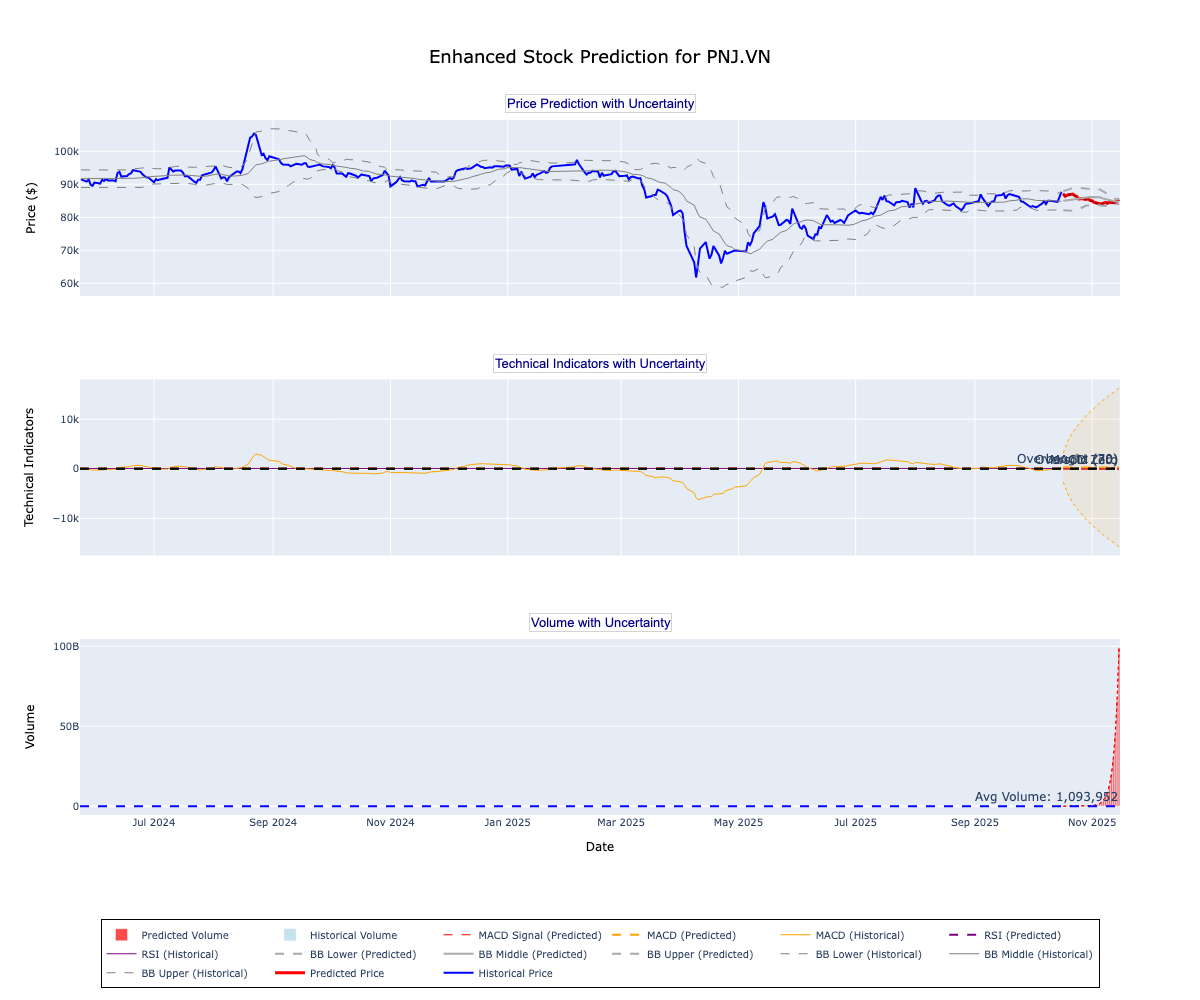 Enhanced Stock Prediction for PNJ.VN
Price Prediction with Uncertainty
100k
90k
80k
70k
60k
Price ($)
Technical Indicators with Uncertainty
10k
0
−10k
Technical Indicators
Volume with Uncertainty
100B
50B
0
Volume
Avg Volume: 1,093,952
Jul 2024
Sep 2024
Nov 2024
Jan 2025
Mar 2025
May 2025
Jul 2025
Sep 2025
Nov 2025
Date
Predicted Volume
Historical Volume
MACD Signal (Predicted)
MACD (Predicted)
MACD (Historical)
RSI (Predicted)
RSI (Historical)
BB Lower (Predicted)
BB Middle (Predicted)
BB Upper (Predicted)
BB Lower (Historical)
BB Middle (Historical)
BB Upper (Historical)
Predicted Price
Historical Price